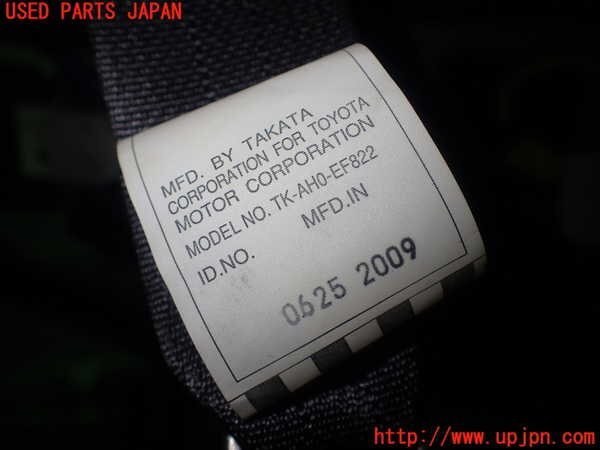 USED PARTS JAPAN
MFD. BY TAKATA
CORPORATION FOR TOYOTA
MOTOR CORPORATION
MODEL NO. TK-AH0-EF822
ID.NO. MFD.IN
0625 2009
http://www.upjpn.com/